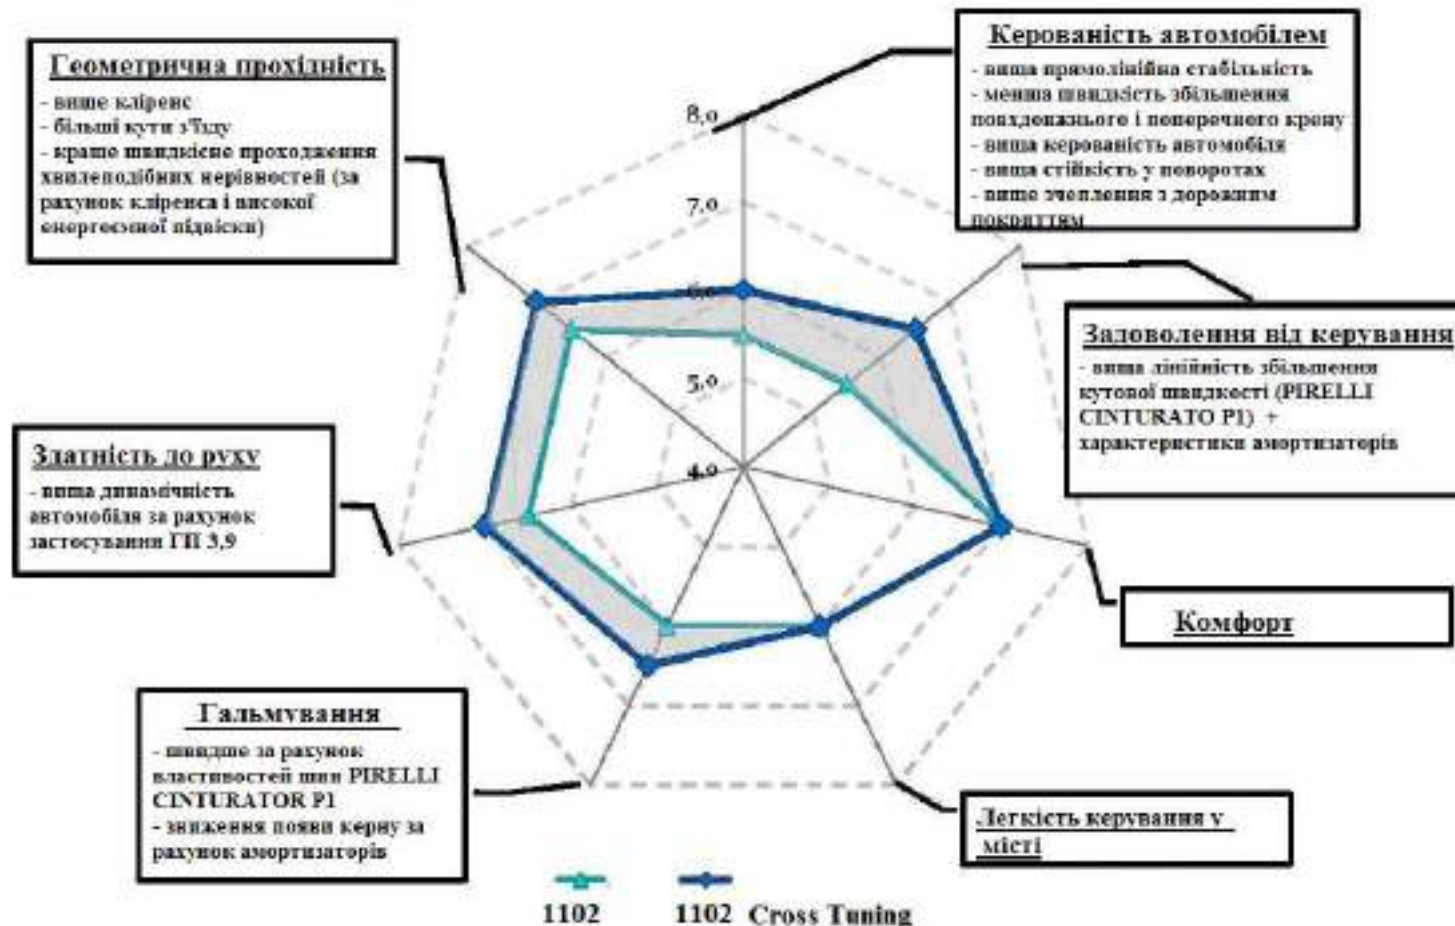 Геометрична прохідність
- вище кліренс
- більші кути з'їзду
- краще швидкісне проходження
хвилеподібних нерівностей (за
рахунок кліренса і високої
енергоємної підвіски)
Керованість автомобілем
- вища прямолінійна стабільність
- менша швидкість збільшення
повздовжнього і поперечного крену
- вища керованість автомобіля
- вища стійкість у поворотах
- вище зчеплення з дорожним
покриттям
8,0
7,0
6,0
5,0
4,0
Задоволення від керування
- вища лінійність збільшення
кутової швидкості (PIRELLI
CINTURATO P1) +
характеристики амортизаторів
Здатність до руху
- вища динамічність
автомобіля за рахунок
застосування ГП 3,9
Комфорт
Гальмування
- швидше за рахунок
властивостей шин PIRELLI
CINTURATOR P1
- зниження появи керну за
рахунок амортизаторів
Легкість керування у
місті
1102
1102 Cross Tuning